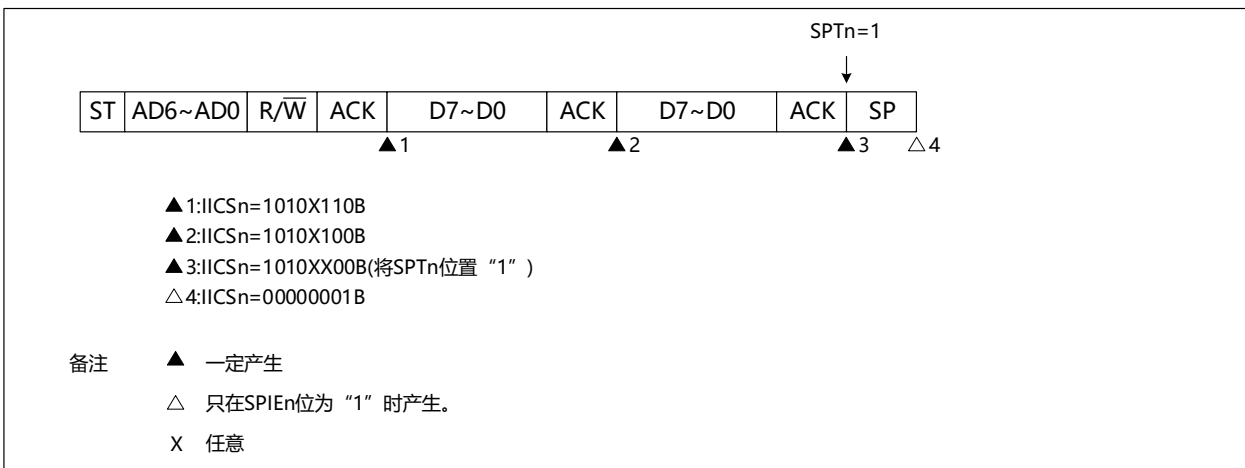 SPTn=1
ST AD6~AD0 R/W̅ ACK D7~D0 ACK D7~D0 ACK SP
▲1 ▲2 ▲3 △4
▲1:IICSn=1010X110B
▲2:IICSn=1010X100B
▲3:IICSn=1010XX00B(将SPTn位置“1”)
△4:IICSn=00000001B
备注 ▲ 一定产生
△ 只在SPIEn位为“1”时产生。
X 任意